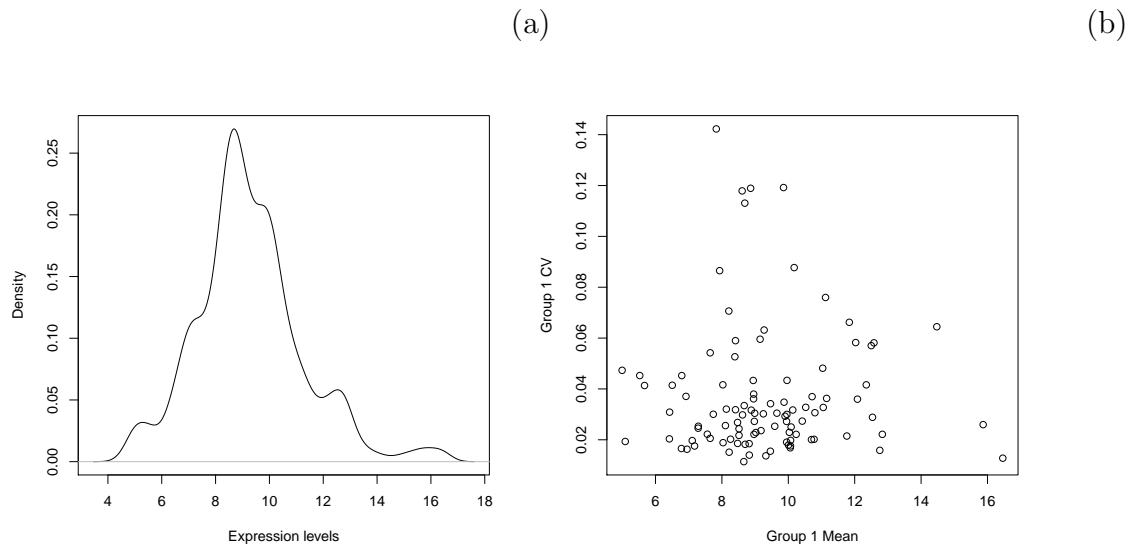 (a)
(b)
0.25
0.20
0.15
0.10
0.05
0.00
Density
4 6 8 10 12 14 16 18
Expression levels
0.14
0.12
0.10
0.08
0.06
0.04
0.02
Group 1 CV
6 8 10 12 14 16
Group 1 Mean